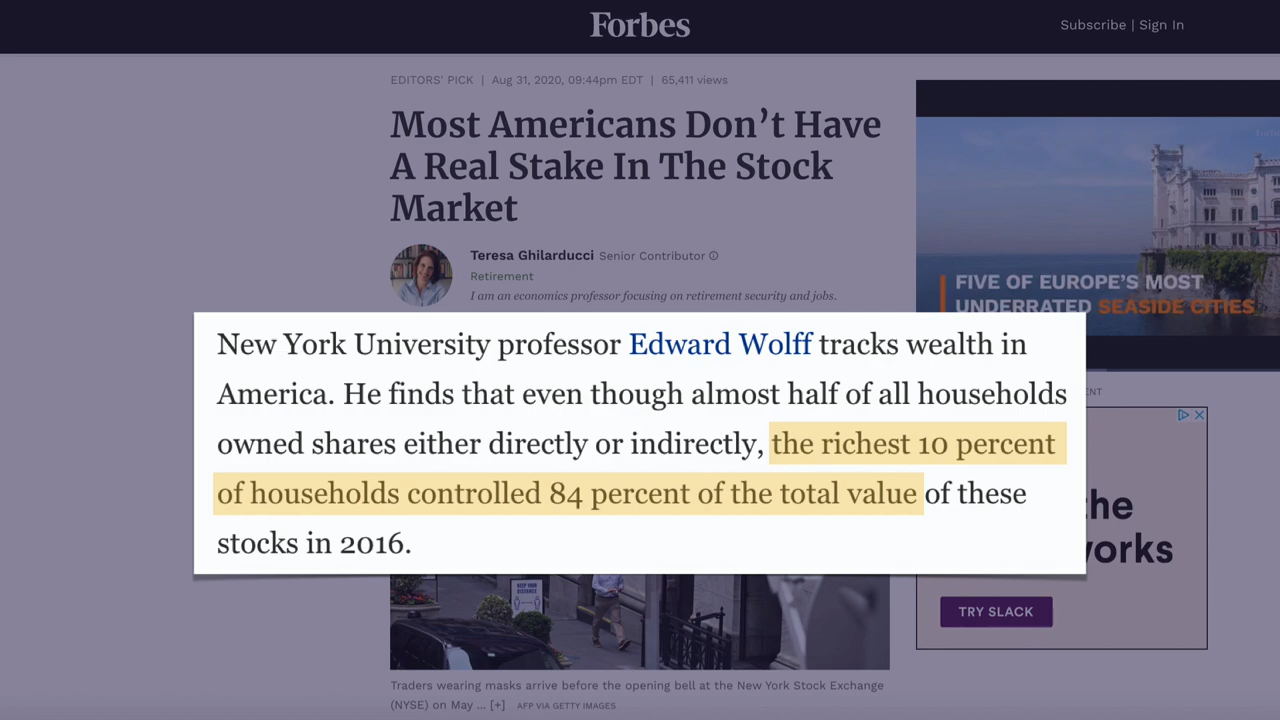 Forbes
Subscribe | Sign In
EDITORS' PICK | Aug 31, 2020, 09:44pm EDT | 65,411 views
Most Americans Don’t Have
A Real Stake In The Stock
Market
Teresa Ghilarducci Senior Contributor
Retirement
I am an economics professor focusing on retirement security and jobs.
FIVE OF EUROPE'S MOST
UNDERRATED SEASIDE CITIES
New York University professor Edward Wolff tracks wealth in
America. He finds that even though almost half of all households
owned shares either directly or indirectly, the richest 10 percent
of households controlled 84 percent of the total value of these
stocks in 2016.
TRY SLACK
KEEP YOUR
DISTANCE
Traders wearing masks arrive before the opening bell at the New York Stock Exchange
(NYSE) on May ... [+] AFP VIA GETTY IMAGES